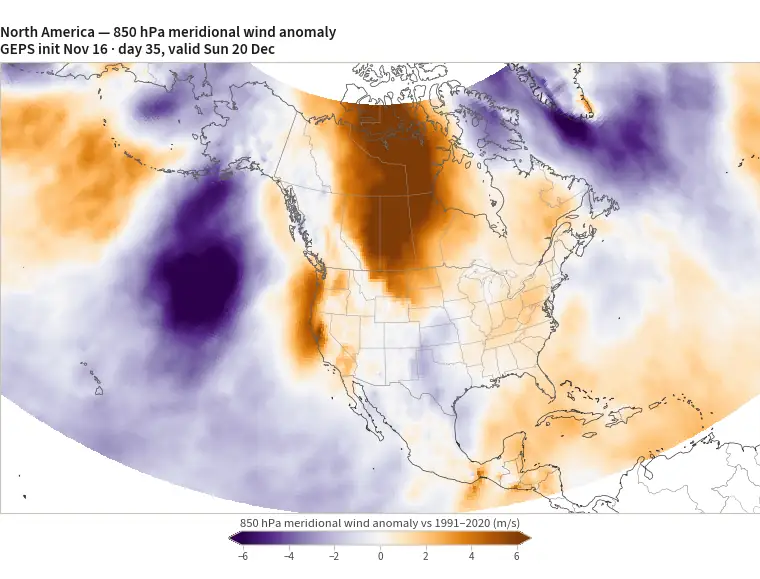 North America — 850 hPa meridional wind anomaly
GEPS init Nov 16 · day 35, valid Sun 20 Dec
850 hPa meridional wind anomaly vs 1991–2020 (m/s)
−6 −4 −2 0 2 4 6